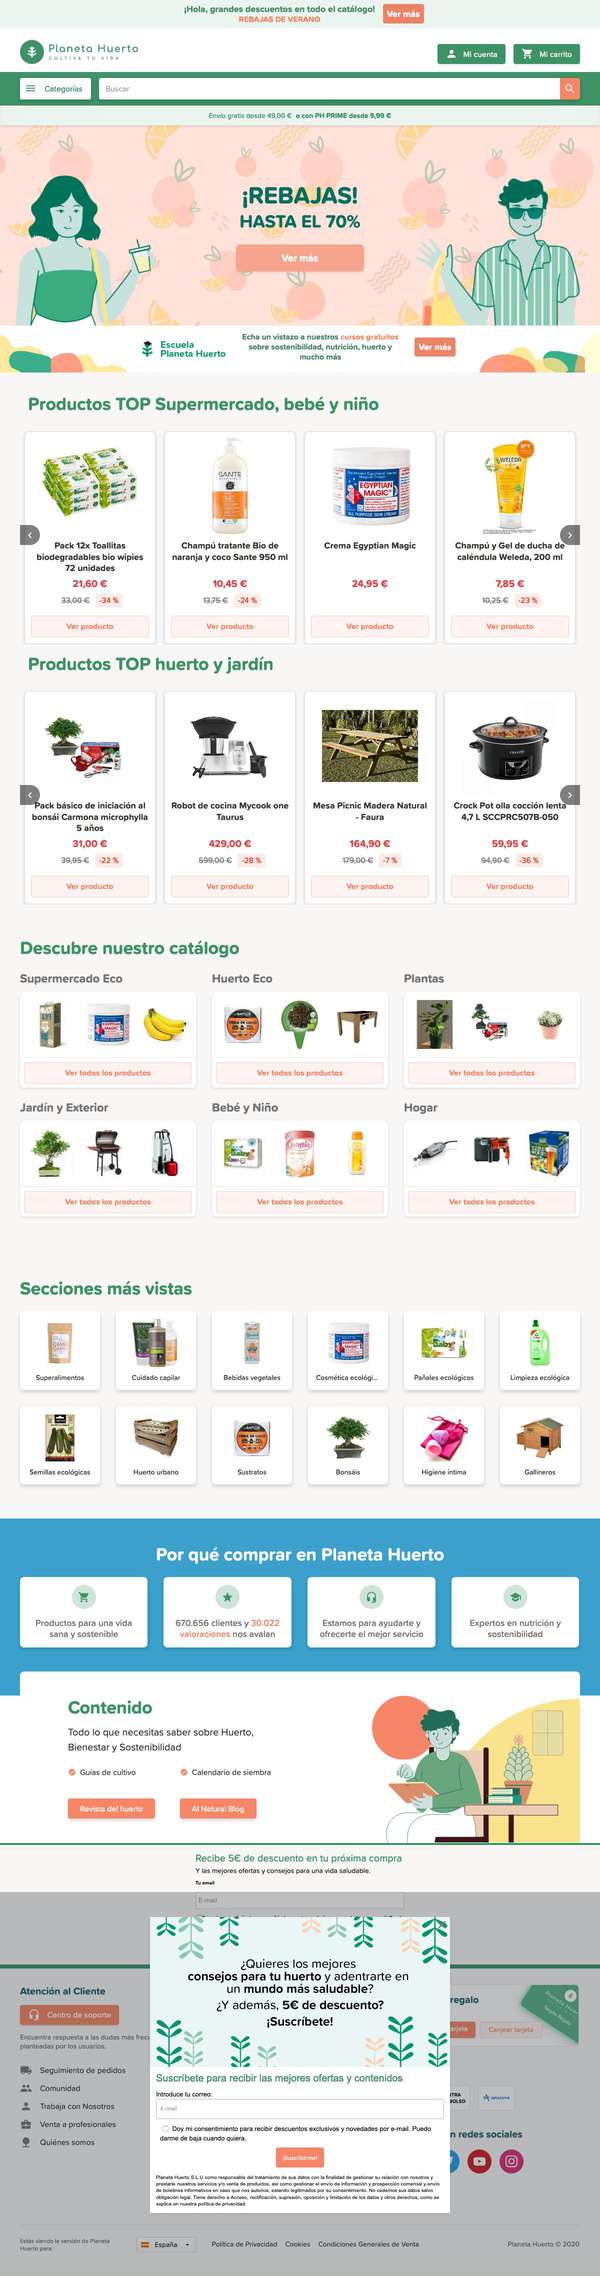 ¡Hola, grandes descuentos en todo el catálogo!
REBAJAS DE VERANO
Ver más
Planeta Huerto
CULTIVA TU VIDA
Mi cuenta
Mi carrito
Categorías
Buscar
Envío gratis desde 49,00 € o con PH PRIME desde 9,99 €
¡REBAJAS!
HASTA EL 70%
Ver más
Escuela
Planeta Huerto
Echa un vistazo a nuestros cursos gratuitos
sobre sostenibilidad, nutrición, huerto y
mucho más
Ver más
Productos TOP Supermercado, bebé y niño
Pack 12x Toallitas
biodegradables bio wipies
72 unidades
21,60 €
33,00 € -34 %
Ver producto
SANTE
Champú tratante Bio de
naranja y coco Sante 950 ml
10,45 €
13,75 € -24 %
Ver producto
EGYPTIAN
MAGIC
ALL PURPOSE SKIN CREAM
Crema Egyptian Magic
24,95 €
Ver producto
WELEDA
Champú y Gel de ducha de
caléndula Weleda, 200 ml
7,85 €
10,25 € -23 %
Ver producto
Productos TOP huerto y jardín
Pack básico de iniciación al
bonsái Carmona microphylla
5 años
31,00 €
39,95 € -22 %
Ver producto
Robot de cocina Mycook one
Taurus
429,00 €
599,00 € -28 %
Ver producto
Mesa Picnic Madera Natural
- Faura
164,90 €
179,00 € -7 %
Ver producto
Crock Pot olla cocción lenta
4,7 L SCCPRC507B-050
59,95 €
94,90 € -36 %
Ver producto
Descubre nuestro catálogo
Supermercado Eco
Ver todos los productos
Huerto Eco
Ver todos los productos
Plantas
Ver todos los productos
Jardín y Exterior
Ver todos los productos
Bebé y Niño
Ver todos los productos
Hogar
Ver todos los productos
Secciones más vistas
Superalimentos
Cuidado capilar
Bebidas vegetales
Cosmética ecológi...
Pañales ecológicos
Limpieza ecológica
Semillas ecológicas
Huerto urbano
Sustratos
Bonsáis
Higiene íntima
Gallineros
Por qué comprar en Planeta Huerto
Productos para una vida
sana y sostenible
670.656 clientes y 30.022
valoraciones nos avalan
Estamos para ayudarte y
ofrecerte el mejor servicio
Expertos en nutrición y
sostenibilidad
Contenido
Todo lo que necesitas saber sobre Huerto,
Bienestar y Sostenibilidad
Guías de cultivo
Calendario de siembra
Revista del huerto
Al Natural Blog
Recibe 5€ de descuento en tu próxima compra
Y las mejores ofertas y consejos para una vida saludable.
Tu email
E-mail
¿Quieres los mejores
consejos para tu huerto y adentrarte en
un mundo más saludable?
¿Y además, 5€ de descuento?
¡Suscríbete!
Suscríbete para recibir las mejores ofertas y contenidos
Introduce tu correo:
E-mail
Doy mi consentimiento para recibir descuentos exclusivos y novedades por e-mail. Puedo
darme de baja cuando quiera.
¡Suscribirme!
Planeta Huerto S.L.U como responsable del tratamiento de sus datos con la finalidad de gestionar su relación con nosotros y
prestarle nuestros servicios y/o venta de productos, así como gestionar el envío de información y prospección comercial y envío
de boletines informativos en caso que nos autorice, estando legitimados por su consentimiento. No cedemos sus datos salvo
obligación legal. Tiene derecho a Acceso, rectificación, supresión, oposición y limitación de los datos y otros derechos, como se
explica en nuestra política de privacidad.
Atención al Cliente
Centro de soporte
Encuentra respuesta a las dudas más frec
planteadas por los usuarios.
Seguimiento de pedidos
Comunidad
Trabaja con Nosotros
Venta a profesionales
Quiénes somos
regalo
arjeta
Canjear tarjeta
n redes sociales
Estás viendo la versión de Planeta
Huerto para:
España
Política de Privacidad
Cookies
Condiciones Generales de Venta
Planeta Huerto © 2020